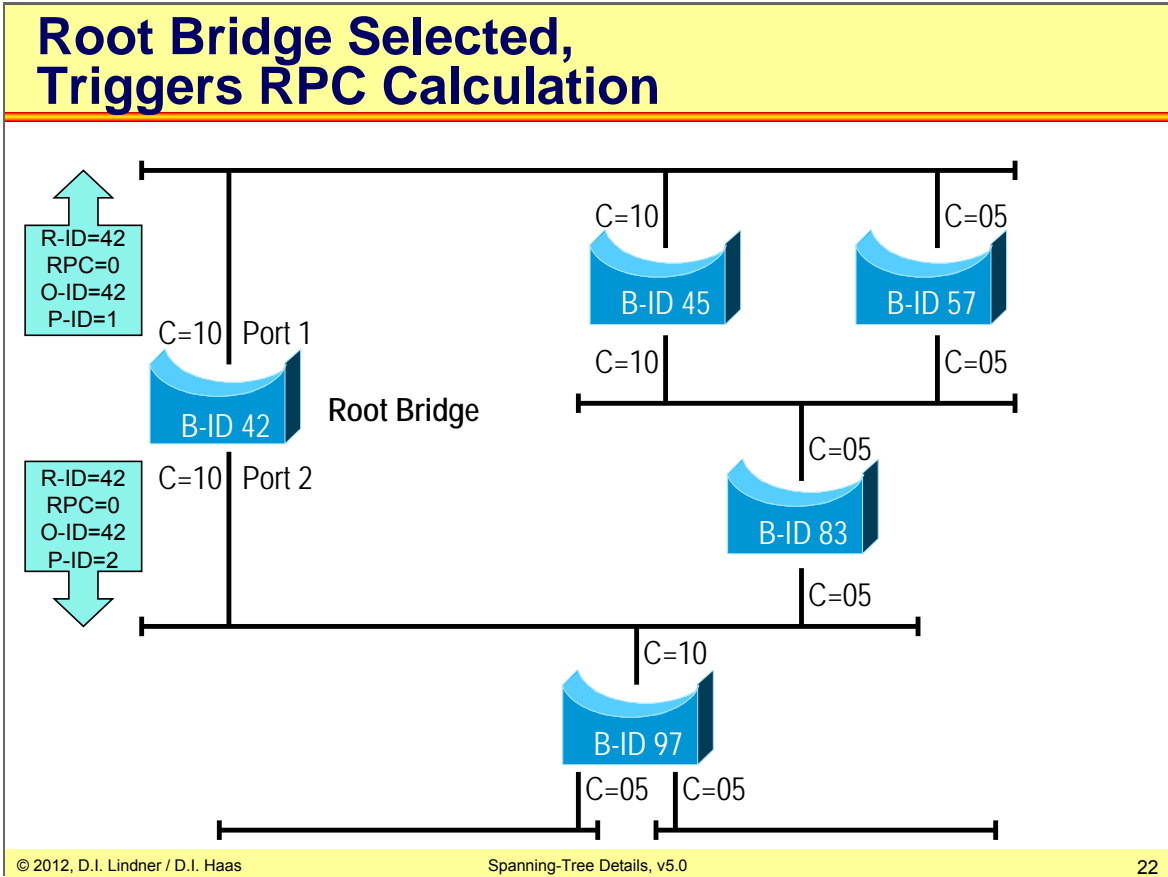 Root Bridge Selected,
Triggers RPC Calculation
R-ID=42
RPC=0
O-ID=42
P-ID=1
C=10 Port 1
B-ID 42
Root Bridge
C=10 Port 2
R-ID=42
RPC=0
O-ID=42
P-ID=2
C=10
B-ID 45
C=10
C=05
B-ID 57
C=05
C=05
B-ID 83
C=05
C=10
B-ID 97
C=05
C=05
© 2012, D.I. Lindner / D.I. Haas
Spanning-Tree Details, v5.0
22